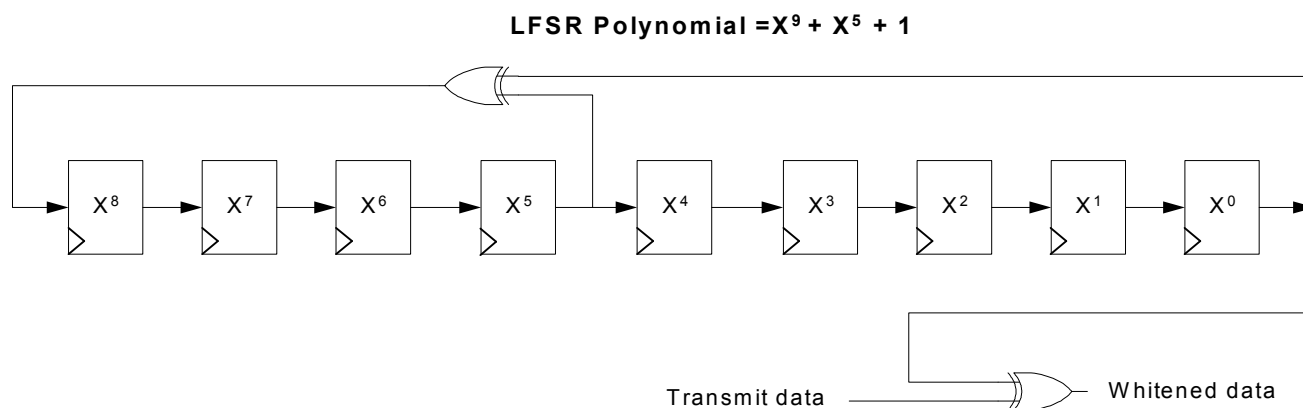 LFSR Polynomial =X⁹ + X⁵ + 1
X⁸ X⁷ X⁶ X⁵ X⁴ X³ X² X¹ X⁰
Transmit data
Whitened data